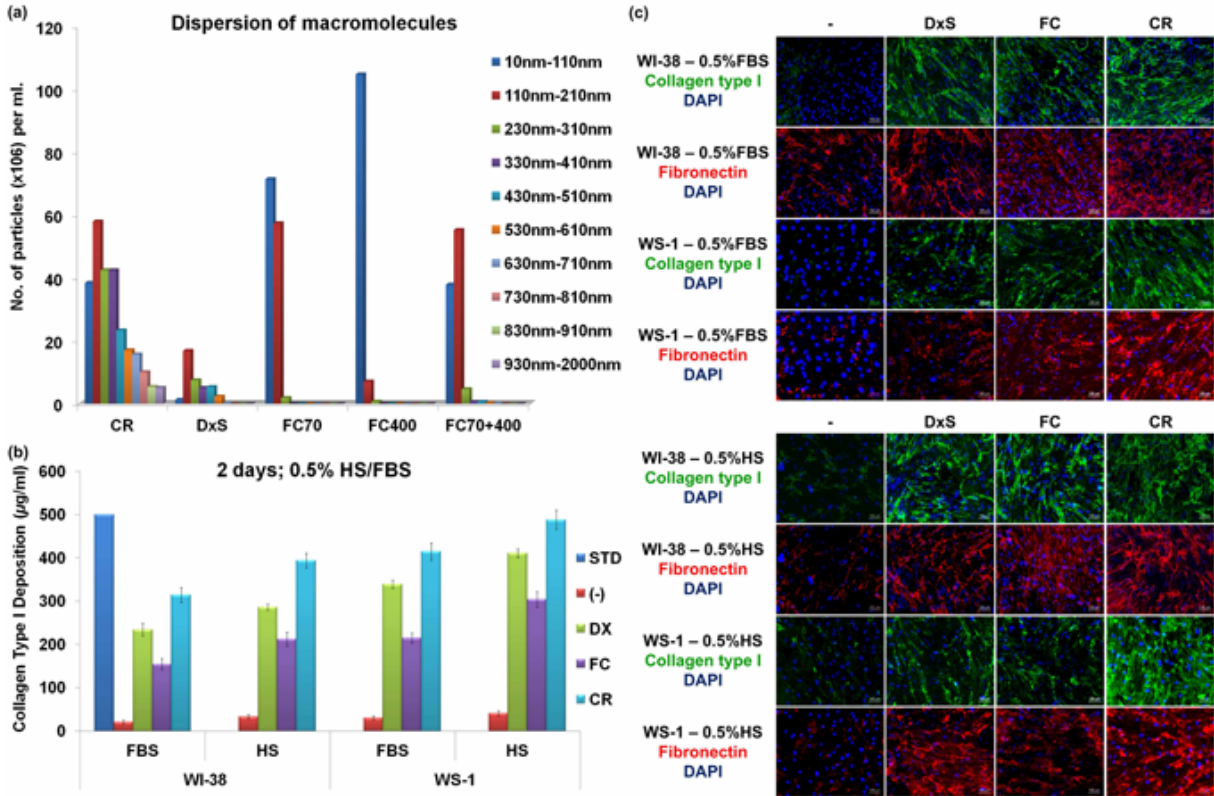 (a)
Dispersion of macromolecules
No. of particles (x106) per ml.
120
100
80
60
40
20
0
CR DxS FC70 FC400 FC70+400
10nm-110nm
110nm-210nm
230nm-310nm
330nm-410nm
430nm-510nm
530nm-610nm
630nm-710nm
730nm-810nm
830nm-910nm
930nm-2000nm
(b)
2 days; 0.5% HS/FBS
Collagen Type I Deposition (µg/ml)
600
500
400
300
200
100
0
FBS HS FBS HS
WI-38 WS-1
STD
(-)
DX
FC
CR
(c)
- DxS FC CR
WI-38 – 0.5%FBS
Collagen type I
DAPI
WI-38 – 0.5%FBS
Fibronectin
DAPI
WS-1 – 0.5%FBS
Collagen type I
DAPI
WS-1 – 0.5%FBS
Fibronectin
DAPI
- DxS FC CR
WI-38 – 0.5%HS
Collagen type I
DAPI
WI-38 – 0.5%HS
Fibronectin
DAPI
WS-1 – 0.5%HS
Collagen type I
DAPI
WS-1 – 0.5%HS
Fibronectin
DAPI